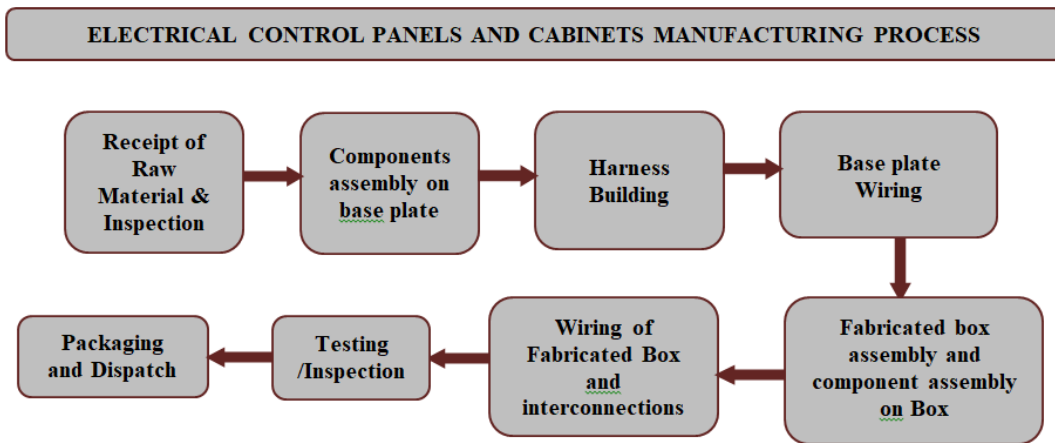 ELECTRICAL CONTROL PANELS AND CABINETS MANUFACTURING PROCESS
Receipt of
Raw
Material &
Inspection
Components
assembly on
base plate
Harness
Building
Base plate
Wiring
Fabricated box
assembly and
component assembly
on Box
Wiring of
Fabricated Box
and
interconnections
Testing
/Inspection
Packaging
and Dispatch